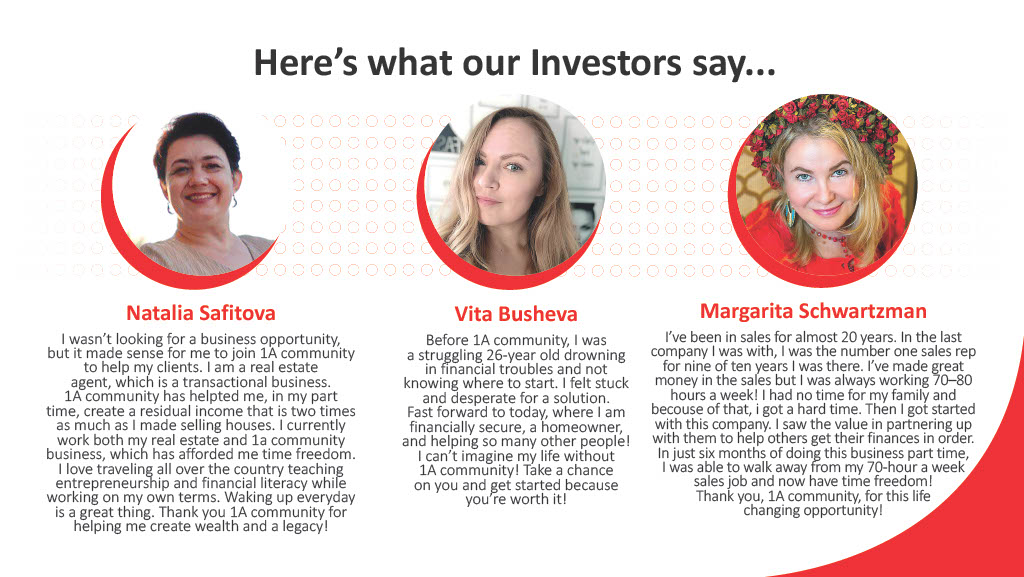 Here's what our Investors say...
Natalia Safitova
I wasn't looking for a business opportunity,
but it made sense for me to join 1A community
to help my clients. I am a real estate
agent, which is a transactional business.
1A community has helpted me, in my part
time, create a residual income that is two times
as much as I made selling houses. I currently
work both my real estate and 1a community
business, which has afforded me time freedom.
I love traveling all over the country teaching
entrepreneurship and financial literacy while
working on my own terms. Waking up everyday
is a great thing. Thank you 1A community for
helping me create wealth and a legacy!
Vita Busheva
Before 1A community, I was
a struggling 26-year old drowning
in financial troubles and not
knowing where to start. I felt stuck
and desperate for a solution.
Fast forward to today, where I am
financially secure, a homeowner,
and helping so many other people!
I can't imagine my life without
1A community! Take a chance
on you and get started because
you're worth it!
Margarita Schwartzman
I've been in sales for almost 20 years. In the last
company I was with, I was the number one sales rep
for nine of ten years I was there. I've made great
money in the sales but I was always working 70–80
hours a week! I had no time for my family and
becouse of that, i got a hard time. Then I got started
with this company. I saw the value in partnering up
with them to help others get their finances in order.
In just six months of doing this business part time,
I was able to walk away from my 70-hour a week
sales job and now have time freedom!
Thank you, 1A community, for this life
changing opportunity!